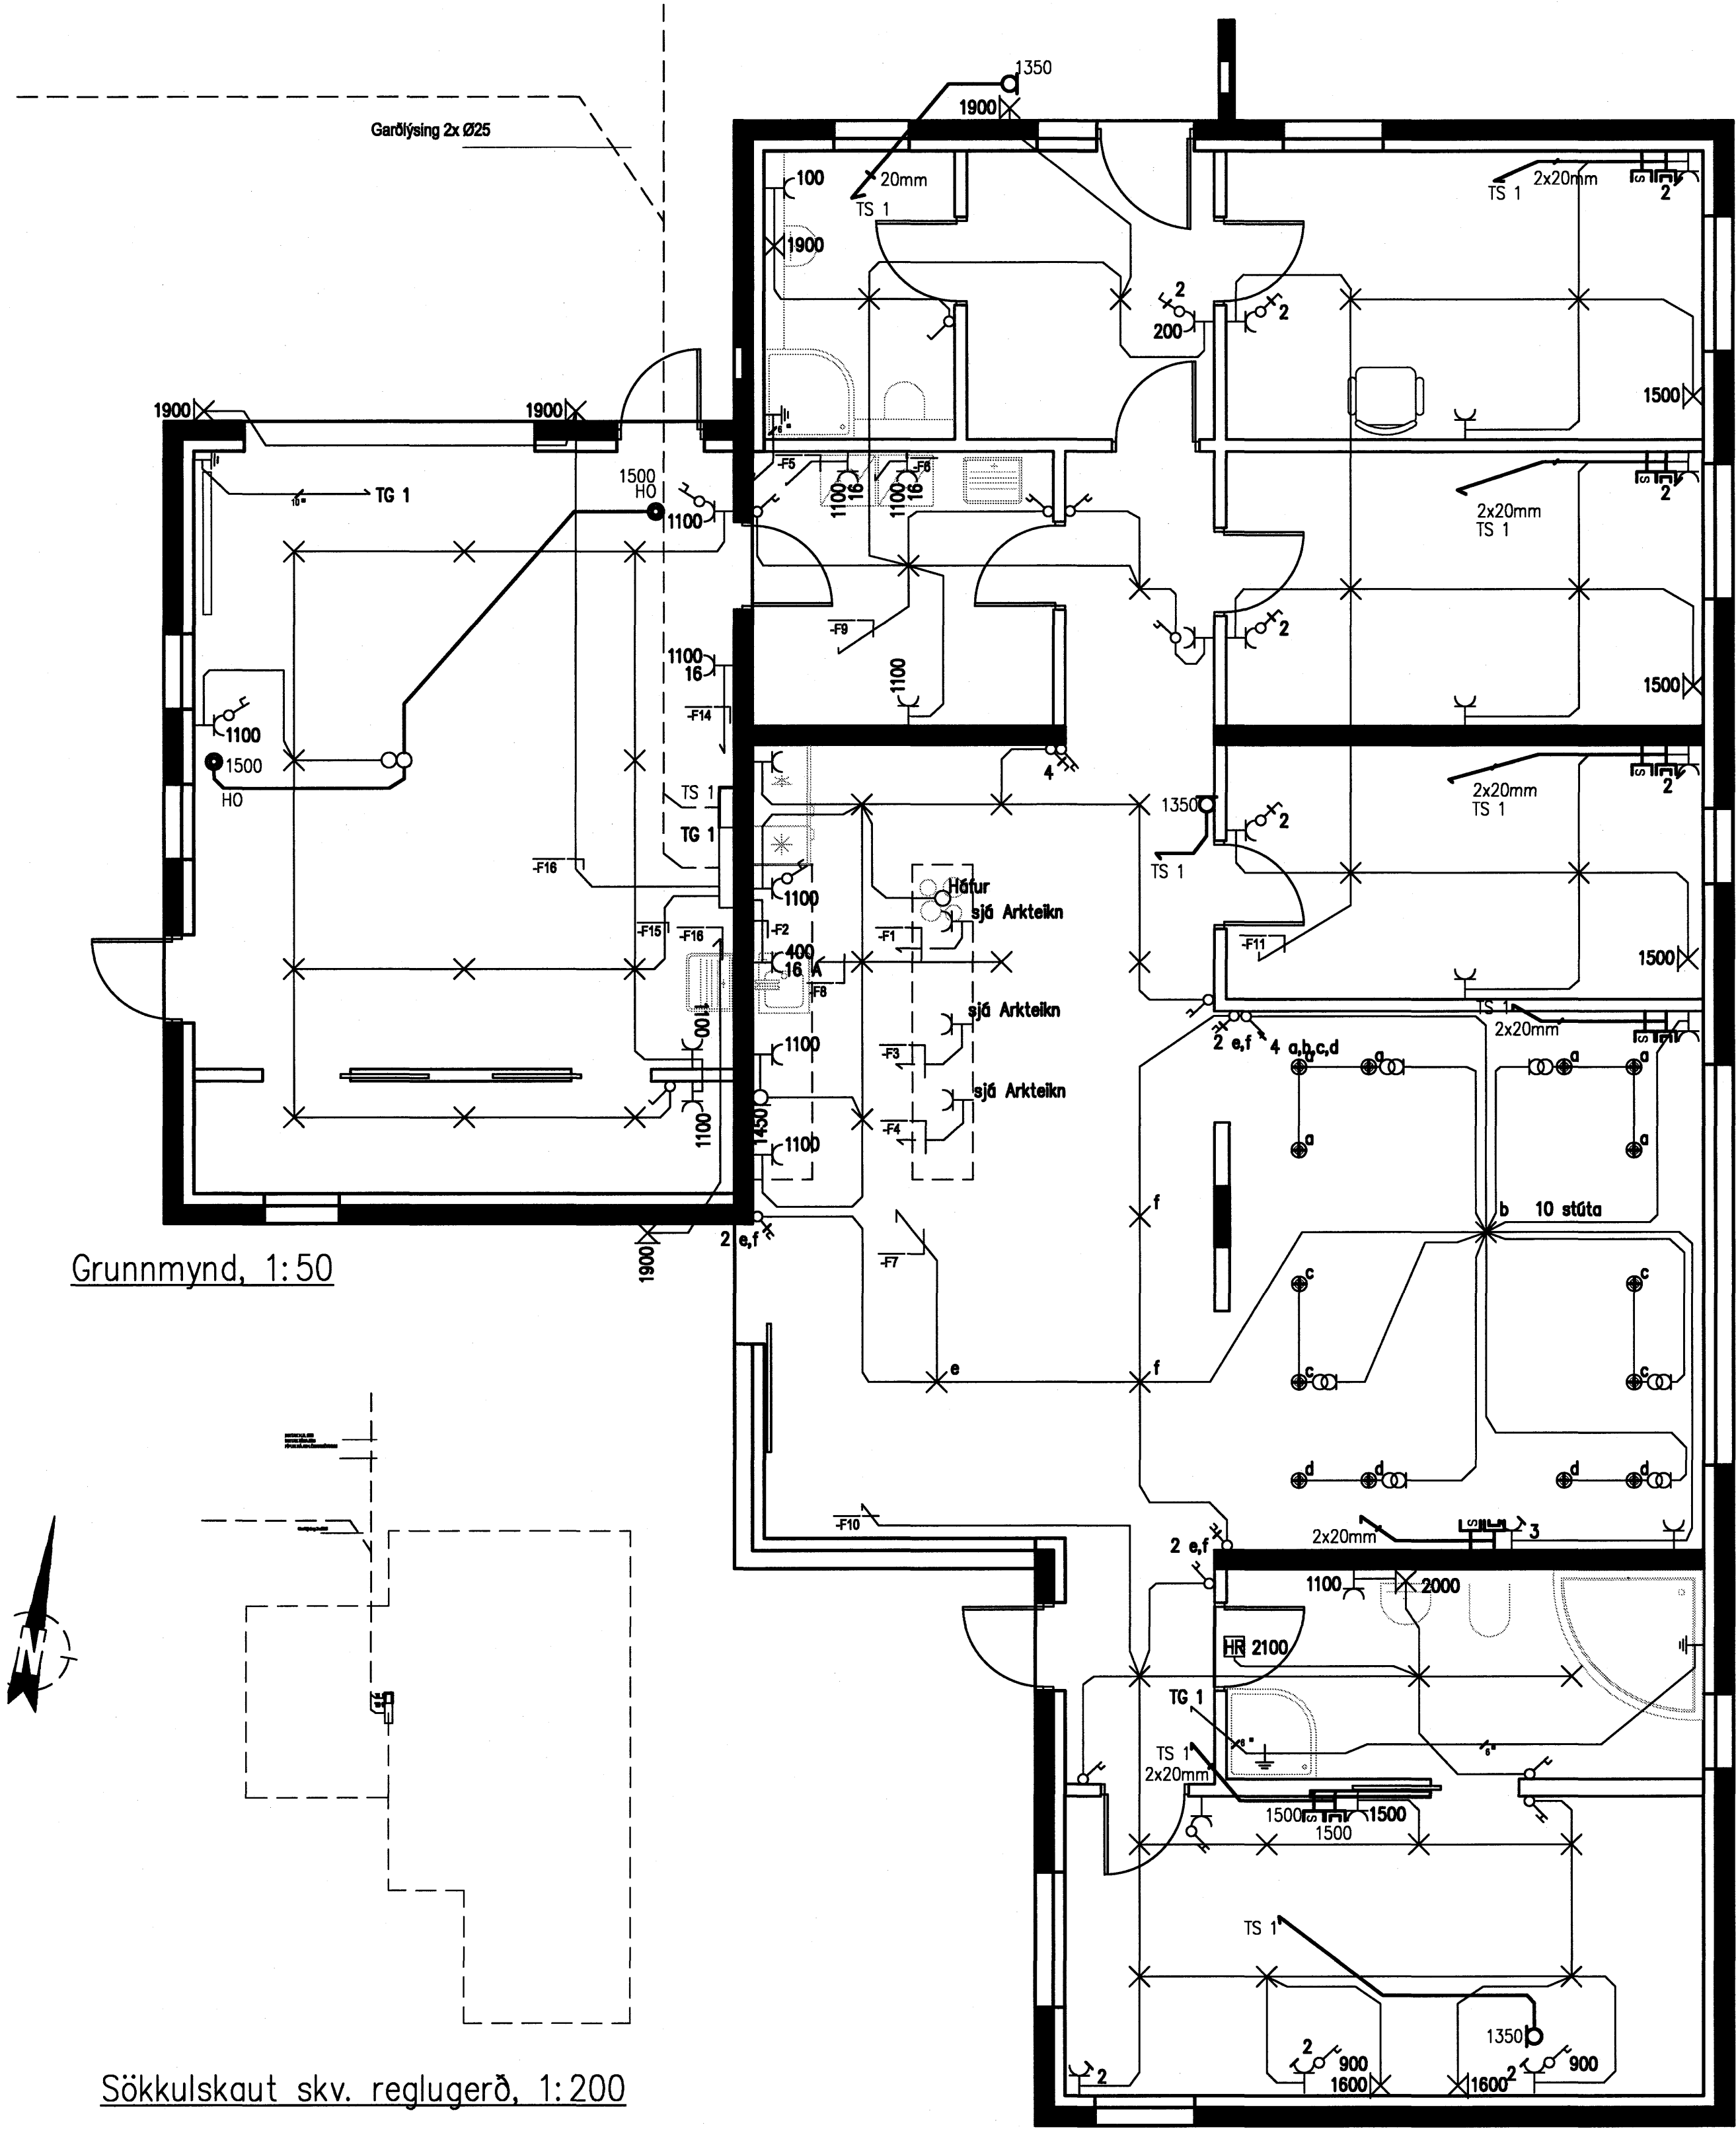 1350
1900
Garðlýsing 2x Ø25
100
20mm
TS 1
TS 1
2x20mm
S
2
1900
2
200
2
1500
1900
1900
1500
HO
6 ▪
-F5
-F6
1100
16
1100
16
10 ▪
TG 1
1100
2x20mm
TS 1
S
2
-F9
2
1100
16
1100
1500
-F14
1100
1500
HO
4
TS 1
TG 1
1350
TS 1
2x20mm
TS 1
S
2
2
-F16
1100
Háfur
sjá Arkteikn
-F15
-F16
-F2
-F1
400
16 A
-F8
-F11
1500
1100
sjá Arkteikn
TS 1
2x20mm
S
2 e,f
4 a,b,c,d
1100
-F3
a
a
a
a
sjá Arkteikn
1100
1450
-F4
1100
a
a
f
b
10 stúta
2 e,f
1900
-F7
Grunnmynd, 1:50
c
c
e
f
c
c
d
d
d
d
-F10
2 e,f
2x20mm
S
3
1100
2000
HR 2100
TG 1
TS 1
2x20mm
6 ▪
6 ▪
1500
S
1500
1500
TS 1
N
1350
2
2
900
1600
1600
2
900
Sökkulskaut skv. reglugerð, 1:200